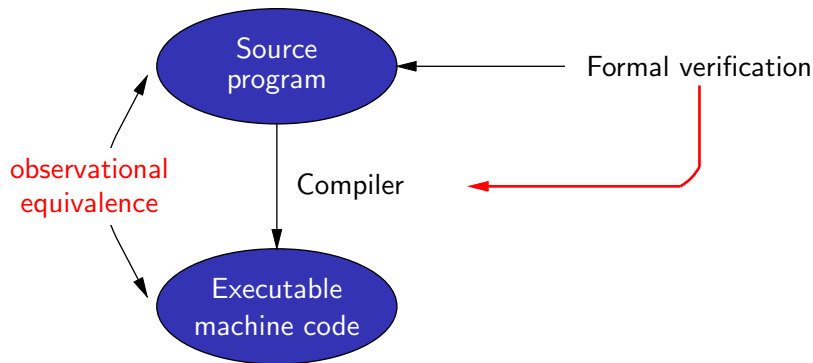 Source
program
Formal verification
observational
equivalence
Compiler
Executable
machine code